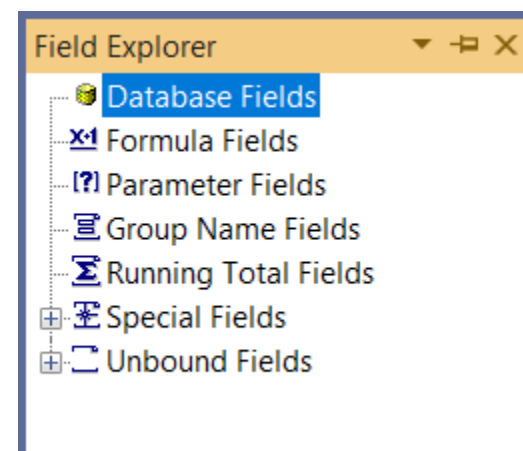 Field Explorer
Database Fields
Formula Fields
Parameter Fields
Group Name Fields
Running Total Fields
Special Fields
Unbound Fields